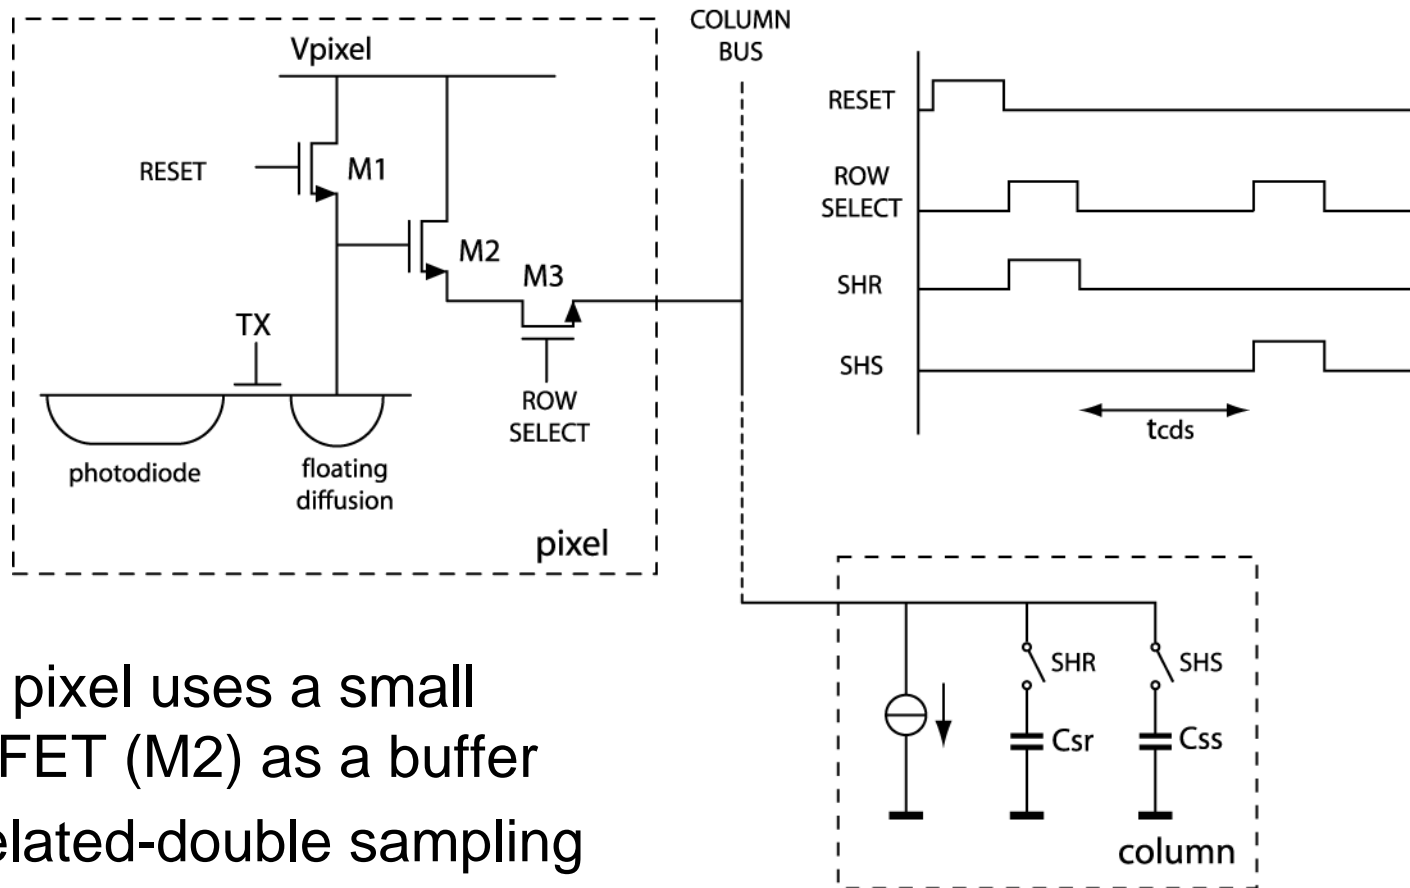 Vpixel
RESET
M1
M2
M3
TX
ROW
SELECT
photodiode
floating
diffusion
pixel
COLUMN
BUS
RESET
ROW
SELECT
SHR
SHS
tcds
SHR
SHS
Csr
Css
column
pixel uses a small
FET (M2) as a buffer
elated-double sampling